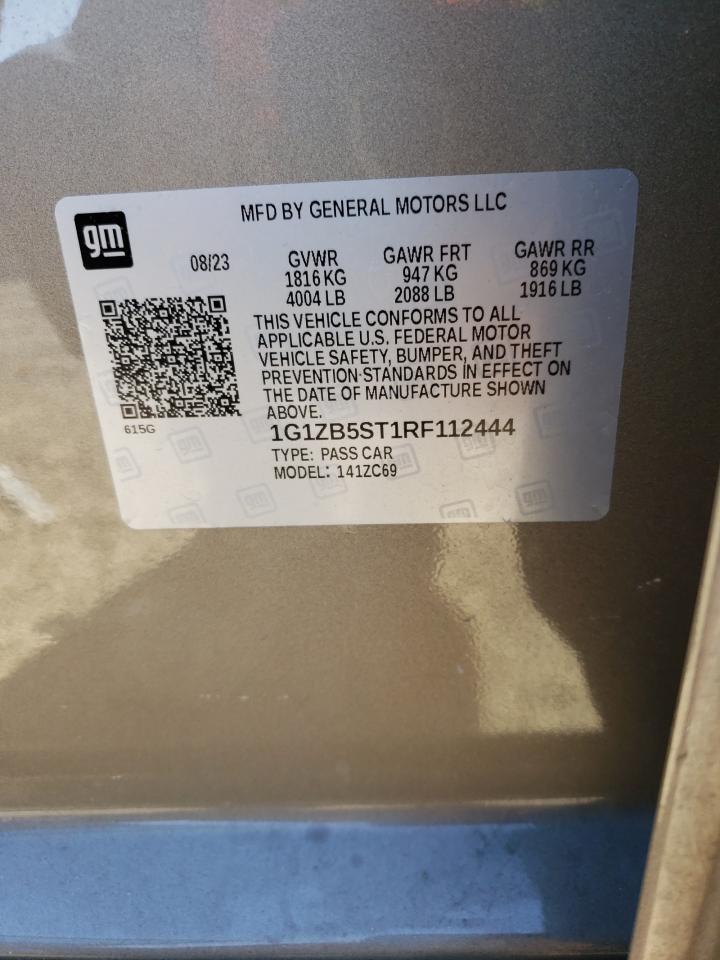 MFD BY GENERAL MOTORS LLC
gm
08/23 GVWR GAWR FRT GAWR RR
1816 KG 947 KG 869 KG
4004 LB 2088 LB 1916 LB
THIS VEHICLE CONFORMS TO ALL
APPLICABLE U.S. FEDERAL MOTOR
VEHICLE SAFETY, BUMPER, AND THEFT
PREVENTION STANDARDS IN EFFECT ON
THE DATE OF MANUFACTURE SHOWN
ABOVE.
615G
1G1ZB5ST1RF112444
TYPE: PASS CAR
MODEL: 141ZC69